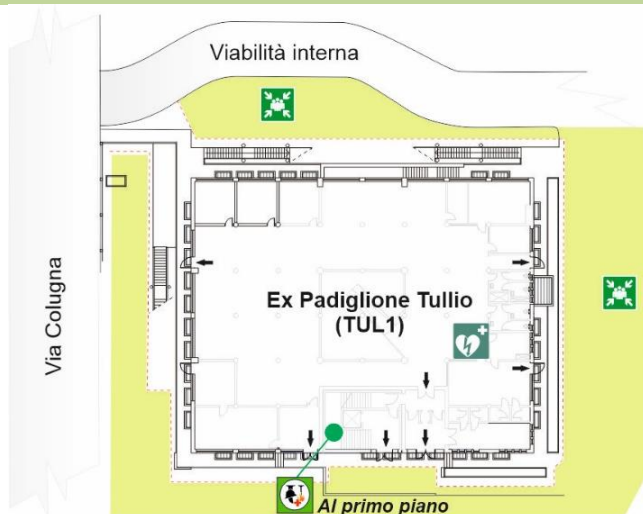 Viabilità interna
Via Colugna
Ex Padiglione Tullio
(TUL1)
Al primo piano